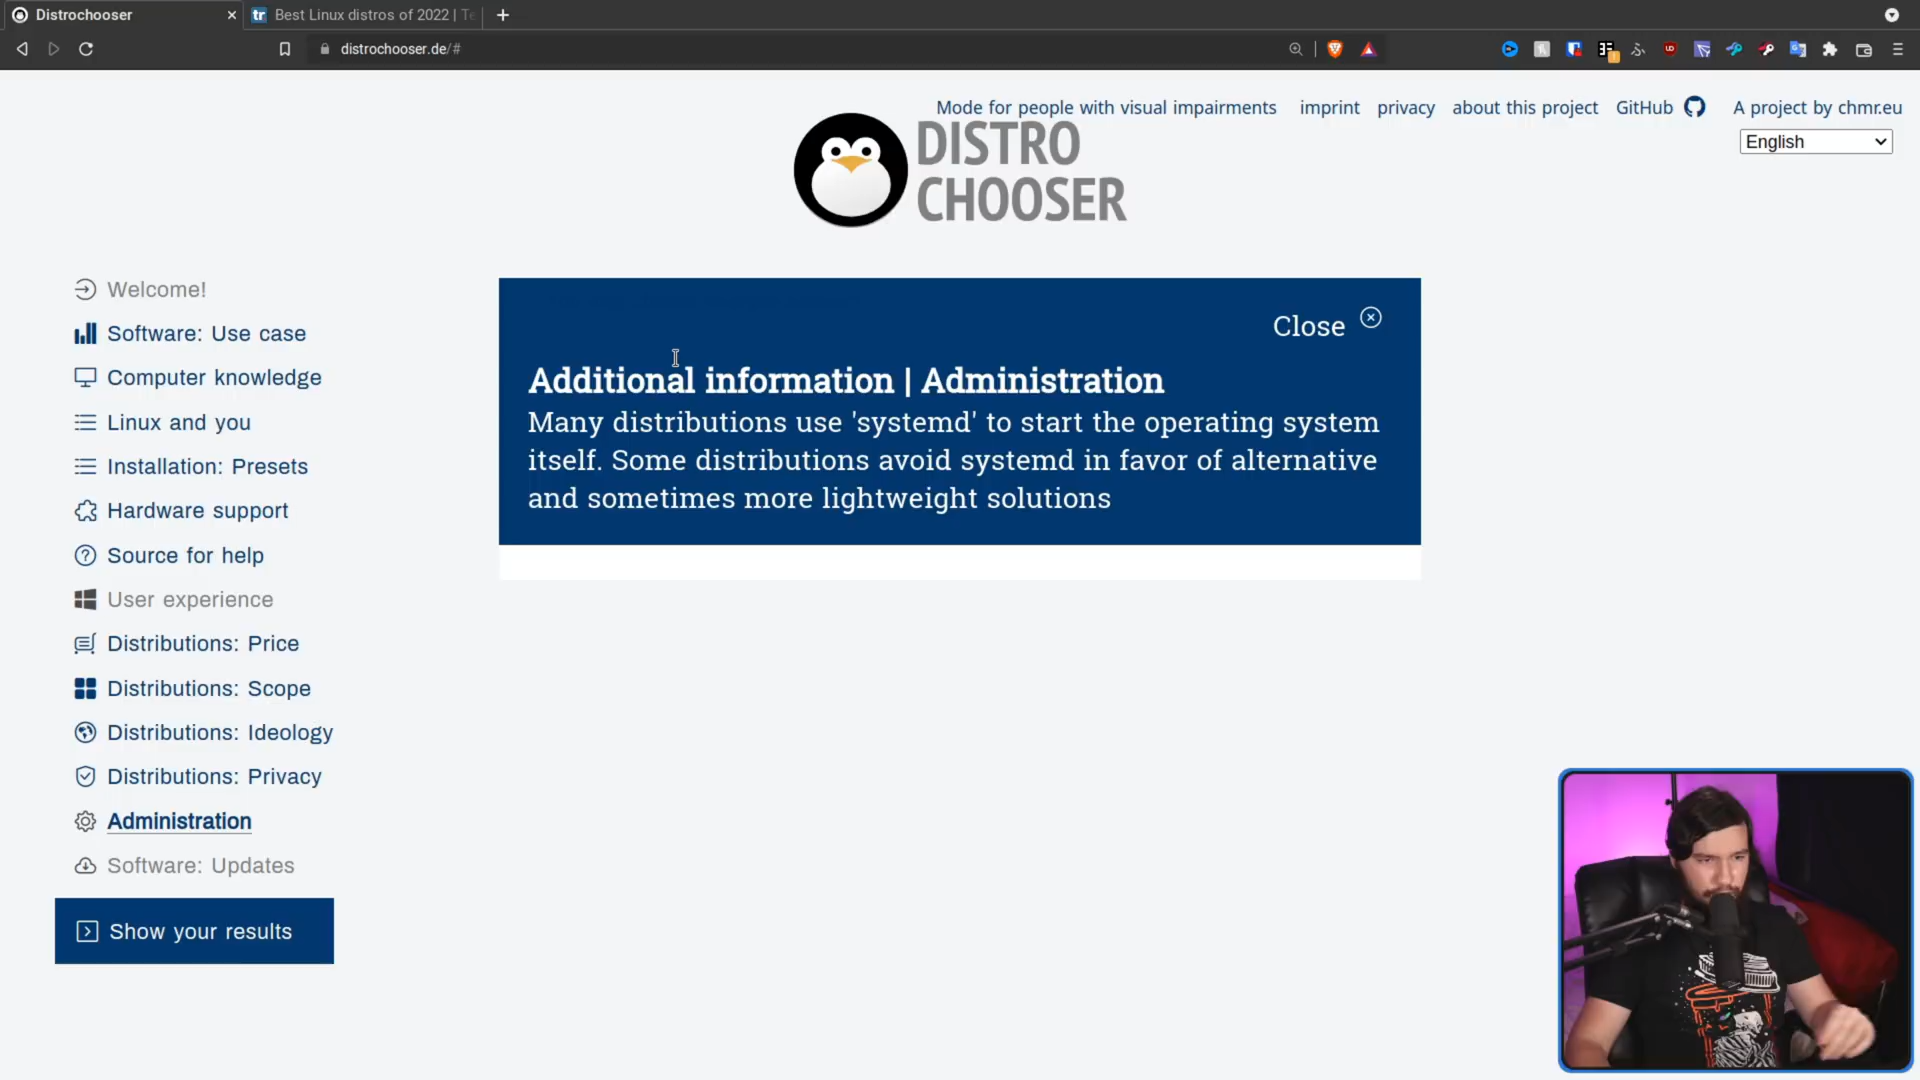 Distrochooser
tr Best Linux distros of 2022 | Te
distrochooser.de/#
Mode for people with visual impairments
imprint
privacy
about this project
GitHub
A project by chmr.eu
English
DISTRO
CHOOSER
Welcome!
Software: Use case
Computer knowledge
Linux and you
Installation: Presets
Hardware support
Source for help
User experience
Distributions: Price
Distributions: Scope
Distributions: Ideology
Distributions: Privacy
Administration
Software: Updates
Show your results
Close
Additional information | Administration
Many distributions use 'systemd' to start the operating system
itself. Some distributions avoid systemd in favor of alternative
and sometimes more lightweight solutions